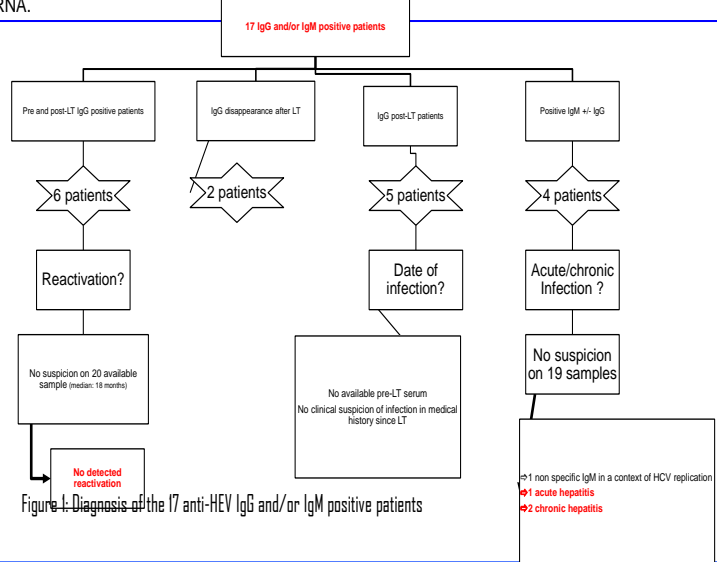 RNA.
17 IgG and/or IgM positive patients
Pre and post-LT IgG positive patients
IgG disappearance after LT
IgG post-LT patients
Positive IgM +/- IgG
6 patients
2 patients
5 patients
4 patients
Reactivation?
Date of
infection?
Acute/chronic
Infection ?
No suspicion on 20 available
sample (median: 18 months)
No available pre-LT serum
No clinical suspicion of infection in medical
history since LT
No suspicion
on 19 samples
No detected
reactivation
⇨1 non specific IgM in a context of HCV replication
⇨1 acute hepatitis
⇨2 chronic hepatitis
Figure 1: Diagnosis of the 17 anti-HEV IgG and/or IgM positive patients